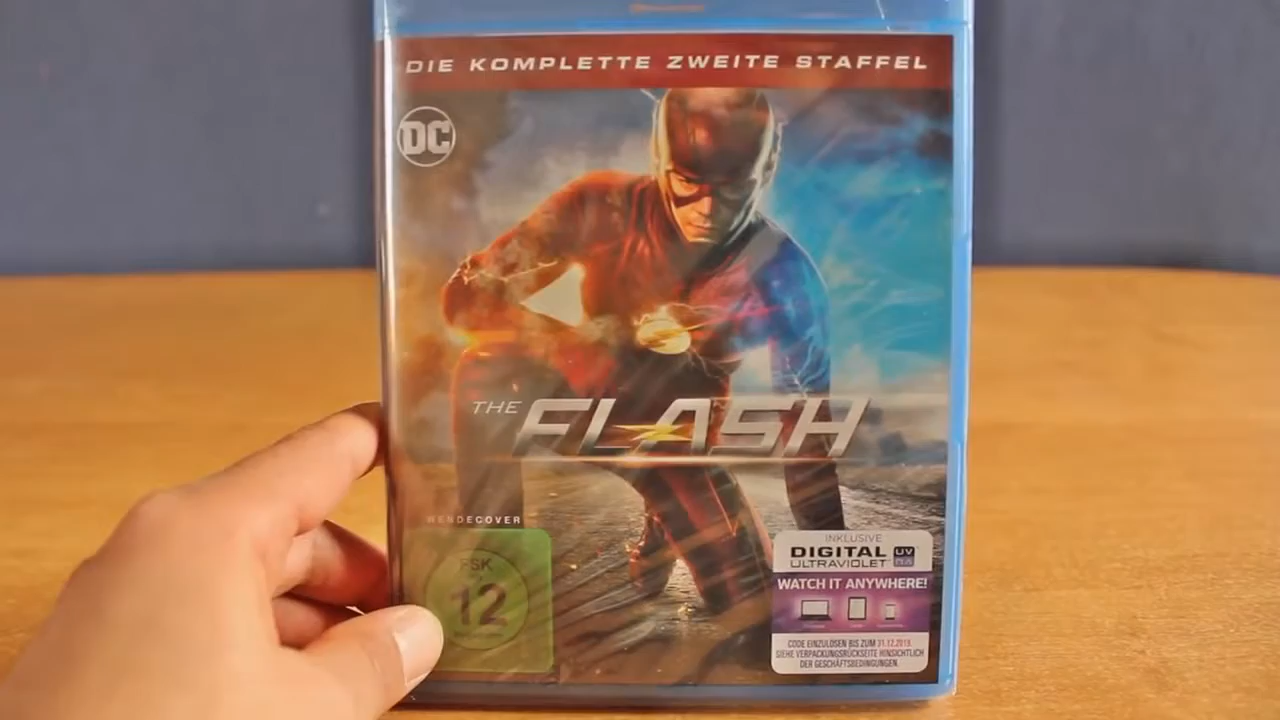 DIE KOMPLETTE ZWEITE STAFFEL
DC
THE FLASH
WENDECOVER
FSK
12
INKLUSIVE
DIGITAL UV
ULTRAVIOLET
WATCH IT ANYWHERE!
CODE EINZULÖSEN BIS ZUM 31.12.2019.
SIEHE VERPACKUNGSRÜCKSEITE HINSICHTLICH
DER GESCHÄFTSBEDINGUNGEN.